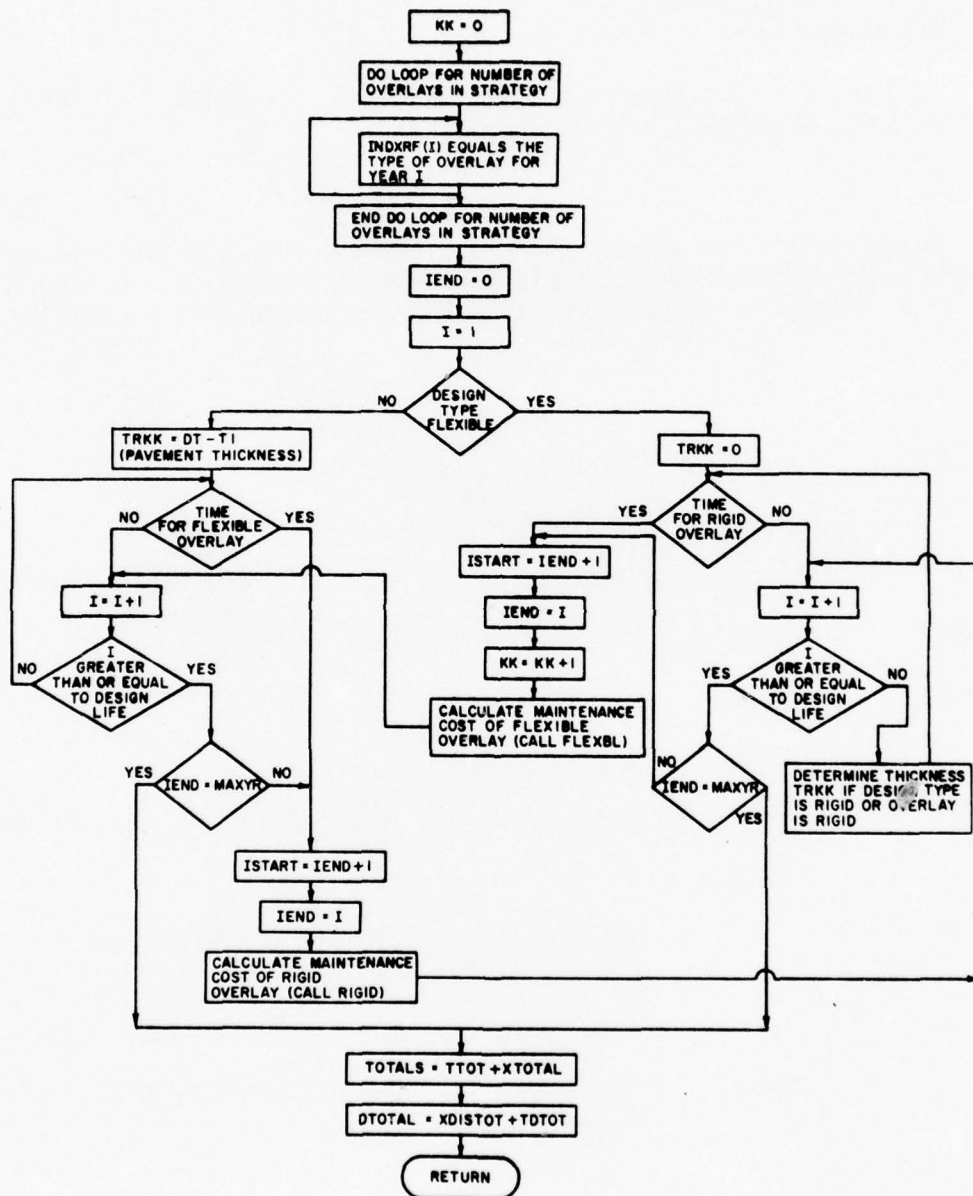 KK = 0
DO LOOP FOR NUMBER OF
OVERLAYS IN STRATEGY
INDXRF(I) EQUALS THE
TYPE OF OVERLAY FOR
YEAR I
END DO LOOP FOR NUMBER OF
OVERLAYS IN STRATEGY
IEND = 0
I = 1
DESIGN
TYPE
FLEXIBLE
NO
YES
TRKK = DT - T1
(PAVEMENT THICKNESS)
TIME
FOR FLEXIBLE
OVERLAY
NO
YES
I = I+1
I
GREATER
THAN OR EQUAL
TO DESIGN
LIFE
NO
YES
IEND = MAXYR
YES
NO
ISTART = IEND + 1
IEND = I
CALCULATE MAINTENANCE
COST OF RIGID
OVERLAY (CALL RIGID)
TRKK = 0
TIME
FOR RIGID
OVERLAY
YES
NO
ISTART = IEND + 1
IEND = I
KK = KK + 1
CALCULATE MAINTENANCE
COST OF FLEXIBLE
OVERLAY (CALL FLEXBL)
I = I + 1
I
GREATER
THAN OR EQUAL
TO DESIGN
LIFE
YES
NO
IEND = MAXYR
NO
YES
DETERMINE THICKNESS
TRKK IF DESIGN TYPE
IS RIGID OR OVERLAY
IS RIGID
TOTALS = TTOT + XTOTAL
DTOTAL = XDISTOT + TDTOT
RETURN